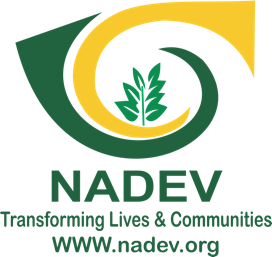 NADEV
Transforming Lives & Communities
WWW.nadev.org